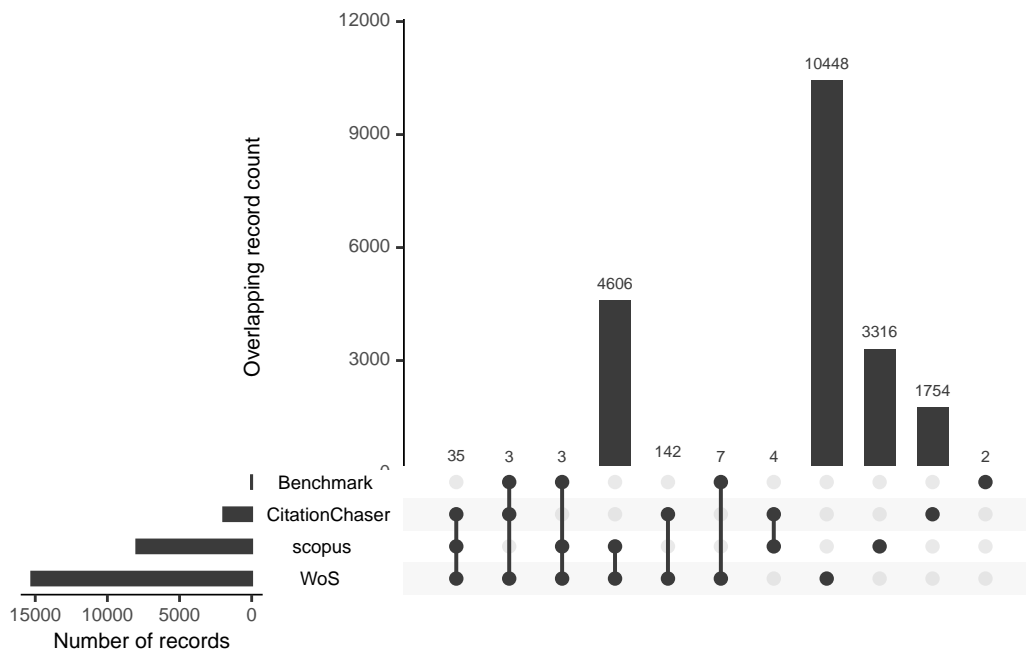 12000
10448
9000
Overlapping record count
6000
4606
3316
3000
1754
0
35 3 3 142 7 4 2
Benchmark
CitationChaser
scopus
WoS
15000 10000 5000 0
Number of records